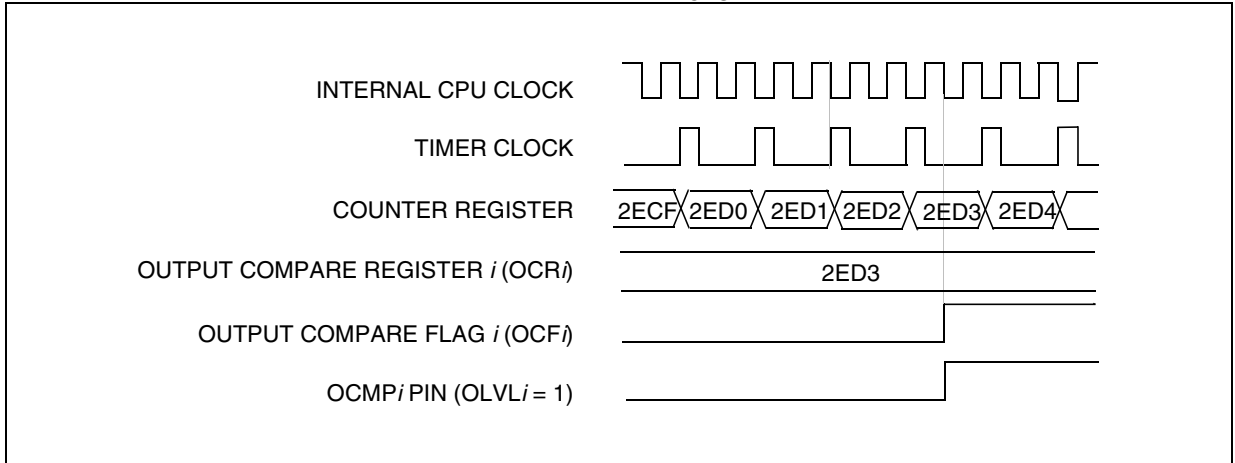 INTERNAL CPU CLOCK
TIMER CLOCK
COUNTER REGISTER 2ECF 2ED0 2ED1 2ED2 2ED3 2ED4
OUTPUT COMPARE REGISTER i (OCRi) 2ED3
OUTPUT COMPARE FLAG i (OCFi)
OCMPi PIN (OLVLi = 1)